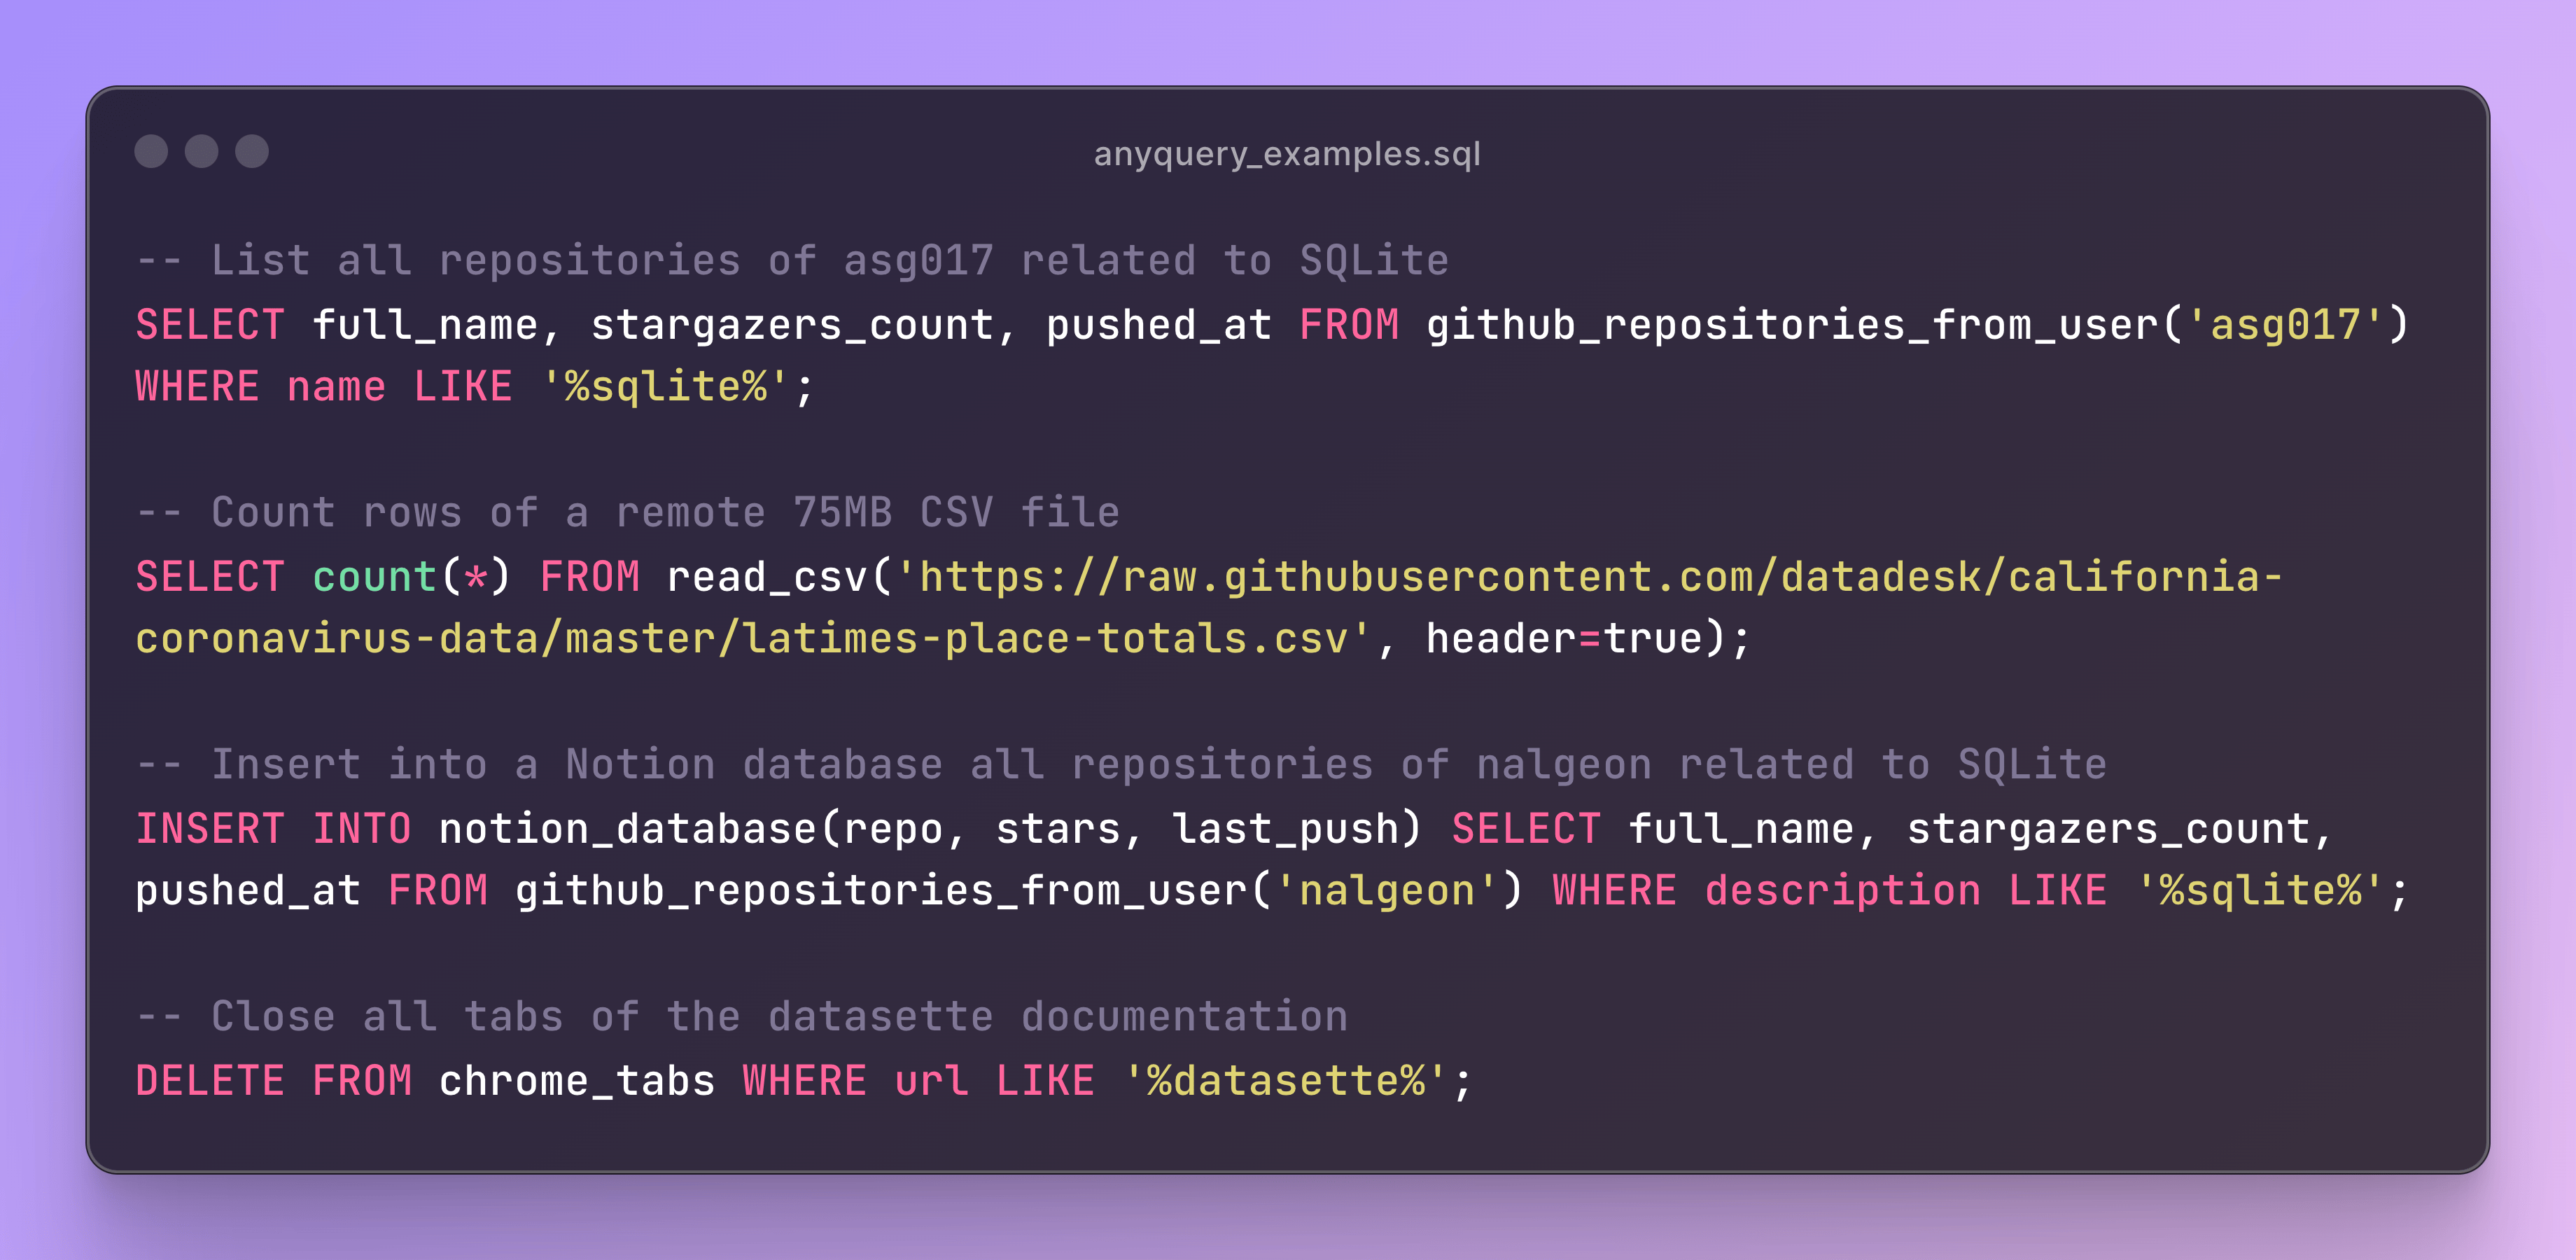 anyquery_examples.sql
-- List all repositories of asg017 related to SQLite
SELECT full_name, stargazers_count, pushed_at FROM github_repositories_from_user('asg017')
WHERE name LIKE '%sqlite%';
-- Count rows of a remote 75MB CSV file
SELECT count(*) FROM read_csv('https://raw.githubusercontent.com/datadesk/california-
coronavirus-data/master/latimes-place-totals.csv', header=true);
-- Insert into a Notion database all repositories of nalgeon related to SQLite
INSERT INTO notion_database(repo, stars, last_push) SELECT full_name, stargazers_count,
pushed_at FROM github_repositories_from_user('nalgeon') WHERE description LIKE '%sqlite%';
-- Close all tabs of the datasette documentation
DELETE FROM chrome_tabs WHERE url LIKE '%datasette%';